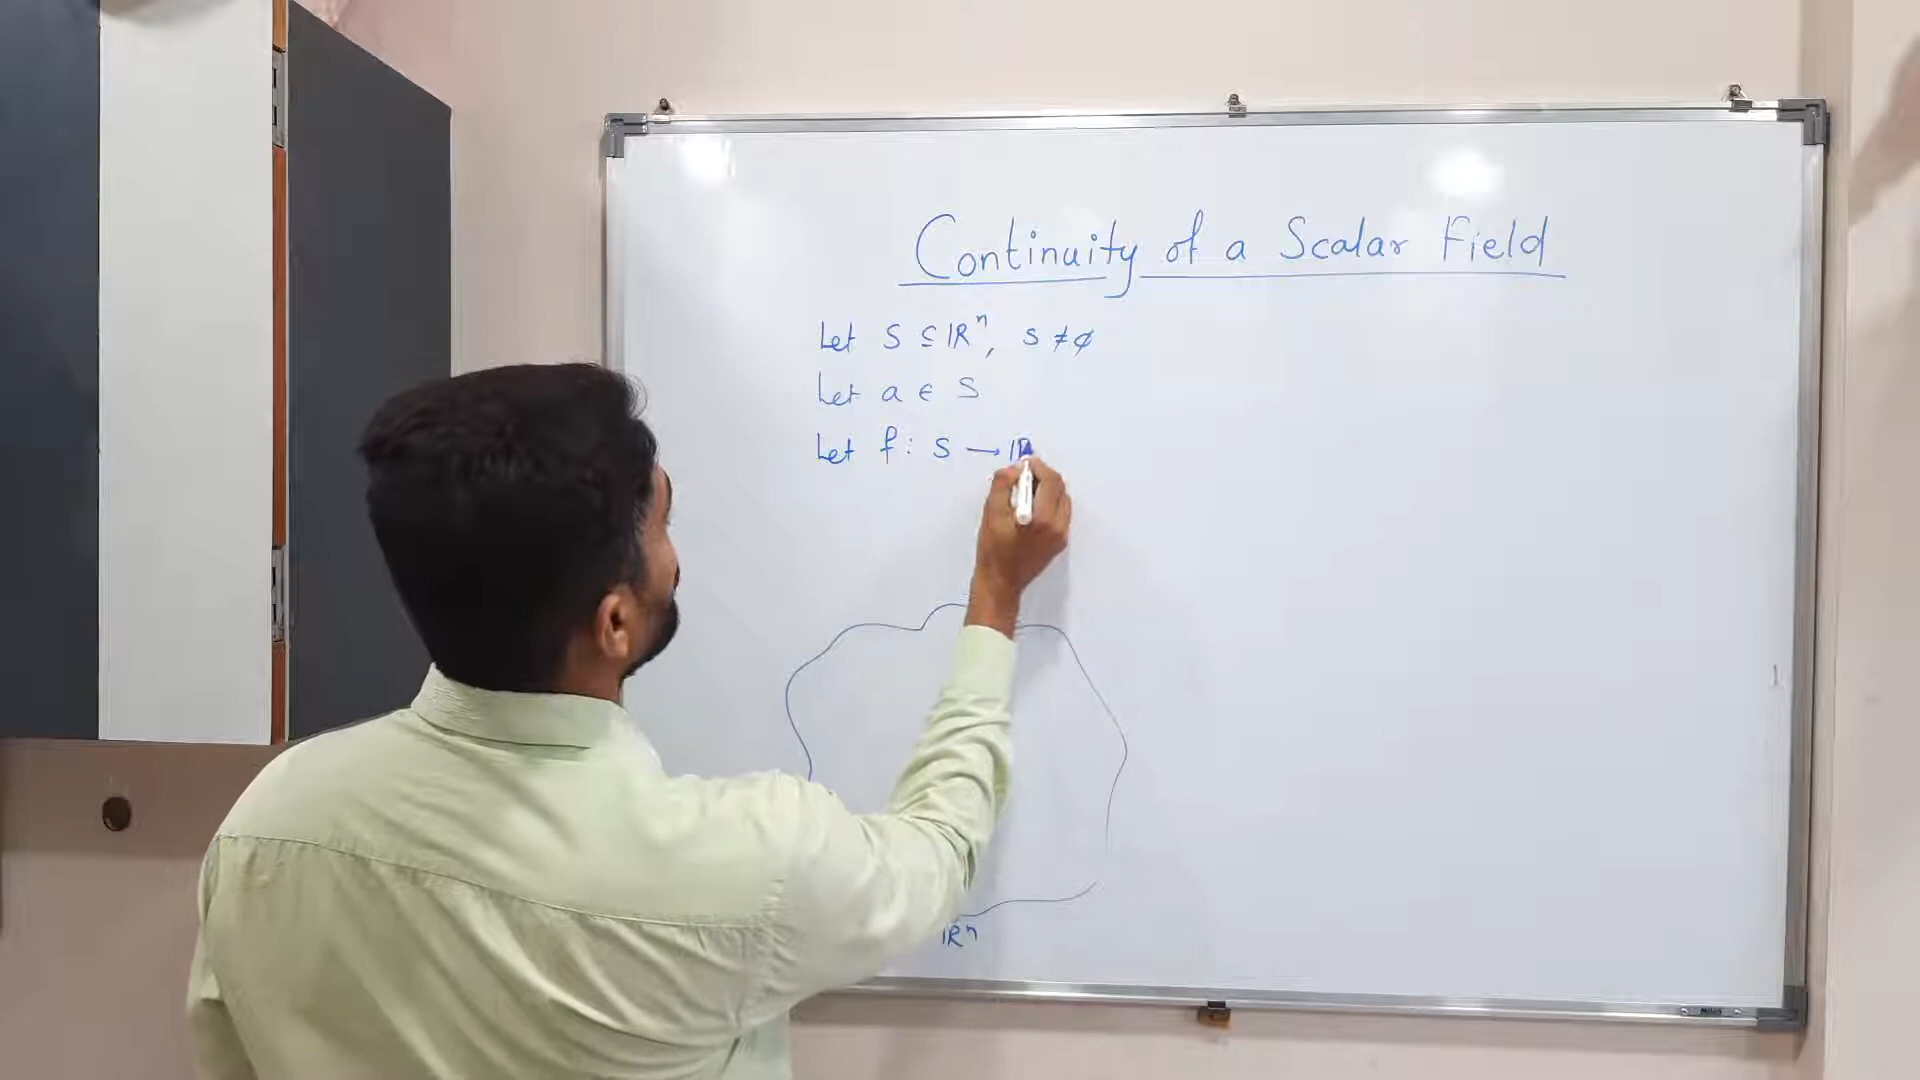 Continuity of a Scalar Field
Let S ⊆ ℝⁿ, S ≠ φ
Let a ∈ S
Let f : S → ℝ
ℝⁿ